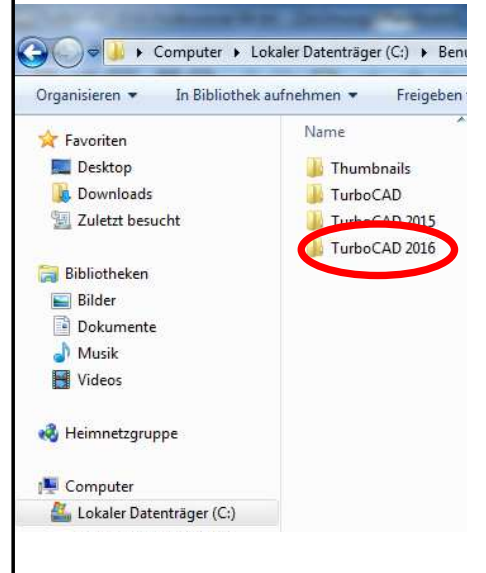 Computer ▸ Lokaler Datenträger (C:) ▸ Ben
Organisieren In Bibliothek aufnehmen Freigeben
Name
Favoriten
Desktop
Downloads
Zuletzt besucht
Bibliotheken
Bilder
Dokumente
Musik
Videos
Heimnetzgruppe
Computer
Lokaler Datenträger (C:)
Thumbnails
TurboCAD
TurboCAD 2015
TurboCAD 2016